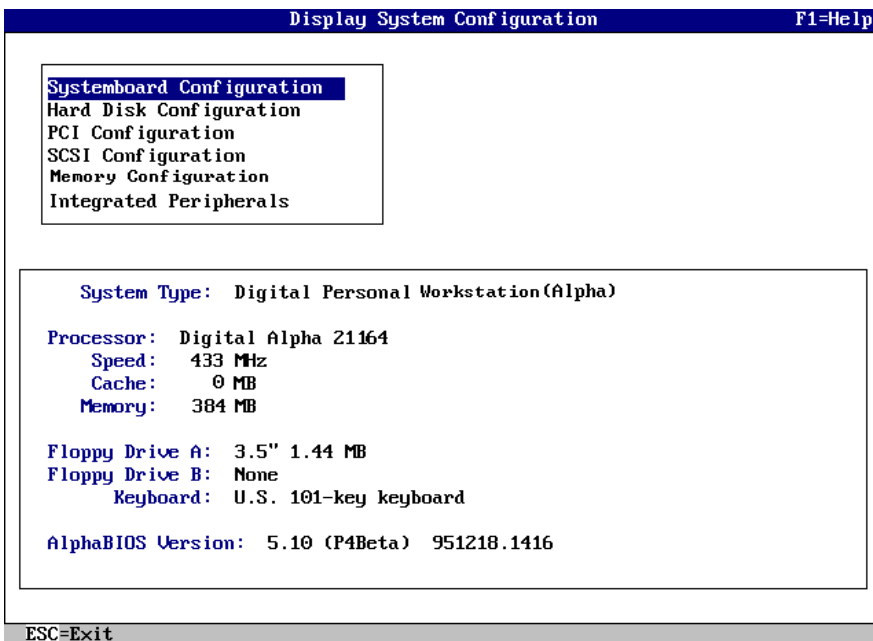 Display System Configuration F1=Help
Systemboard Configuration
Hard Disk Configuration
PCI Configuration
SCSI Configuration
Memory Configuration
Integrated Peripherals
System Type: Digital Personal Workstation(Alpha)
Processor: Digital Alpha 21164
Speed: 433 MHz
Cache: 0 MB
Memory: 384 MB
Floppy Drive A: 3.5" 1.44 MB
Floppy Drive B: None
Keyboard: U.S. 101-key keyboard
AlphaBIOS Version: 5.10 (P4Beta) 951218.1416
ESC=Exit